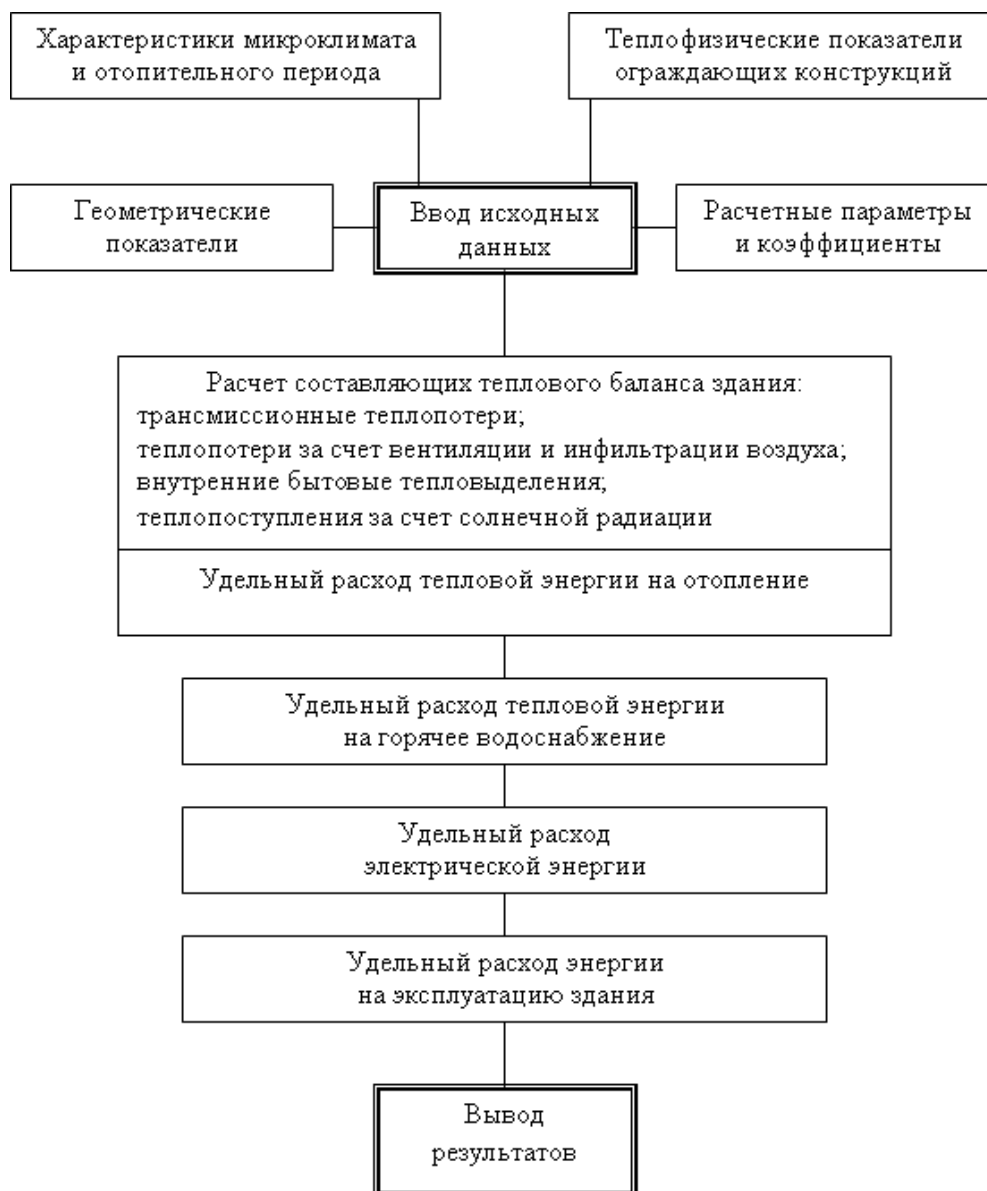 Характеристики микроклимата
и отопительного периода
Теплофизические показатели
ограждающих конструкций
Геометрические
показатели
Ввод исходных
данных
Расчетные параметры
и коэффициенты
Расчет составляющих теплового баланса здания:
трансмиссионные теплопотери;
теплопотери за счет вентиляции и инфильтрации воздуха;
внутренние бытовые тепловыделения;
теплопоступления за счет солнечной радиации
Удельный расход тепловой энергии на отопление
Удельный расход тепловой энергии
на горячее водоснабжение
Удельный расход
электрической энергии
Удельный расход энергии
на эксплуатацию здания
Вывод
результатов